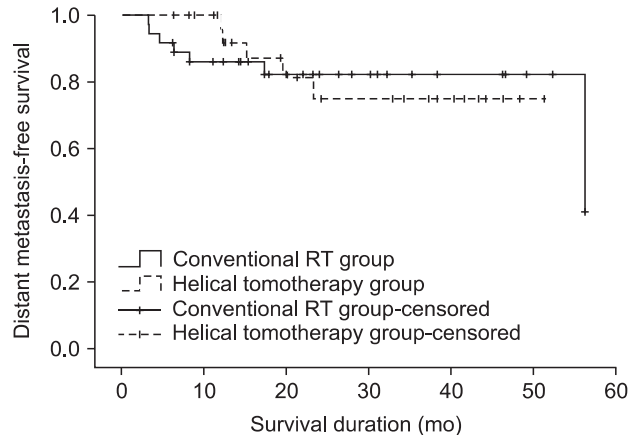 Distant metastasis-free survival
1.0
0.8
0.6
0.4
0.2
0.0
Conventional RT group
Helical tomotherapy group
Conventional RT group-censored
Helical tomotherapy group-censored
0 10 20 30 40 50 60
Survival duration (mo)